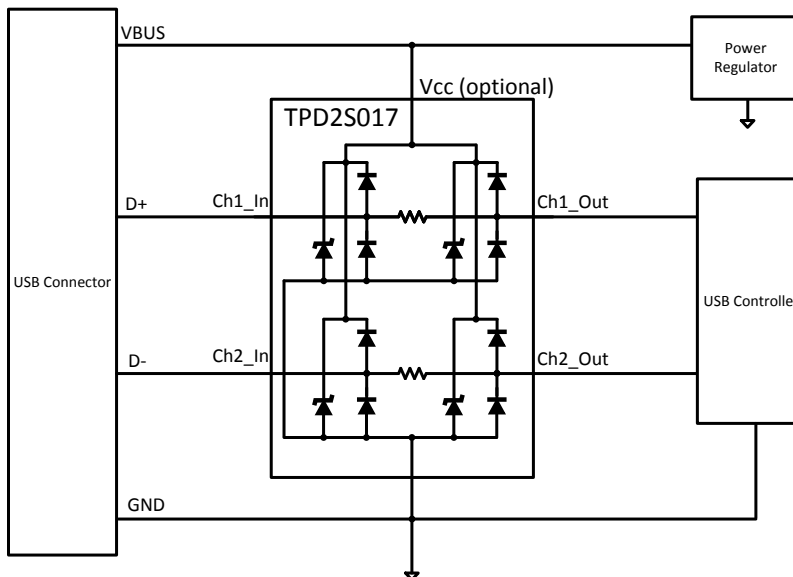 VBUS
Power
Regulator
Vcc (optional)
TPD2S017
D+
Ch1_In
Ch1_Out
USB Connector
USB Controlle
D-
Ch2_In
Ch2_Out
GND